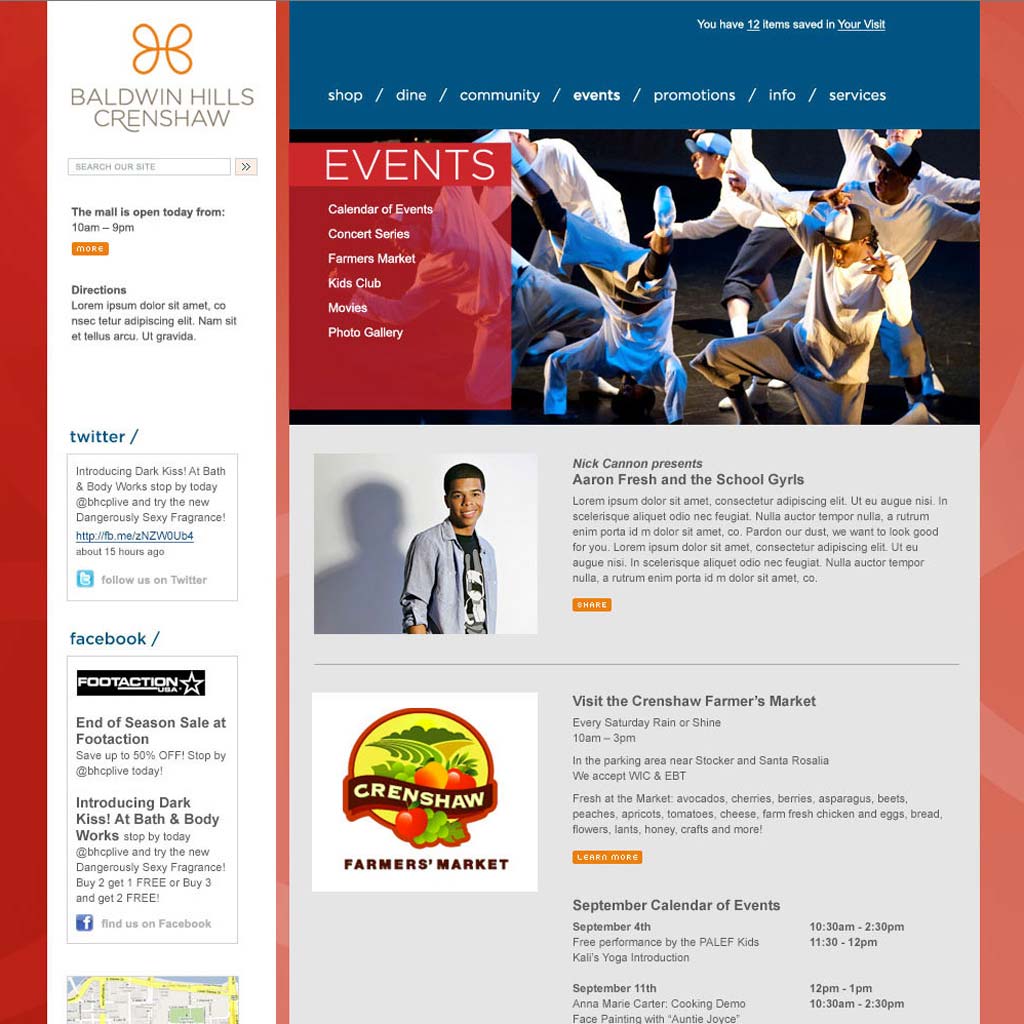 BALDWIN HILLS
CRENSHAW
SEARCH OUR SITE
»
The mall is open today from:
10am – 9pm
MORE
Directions
Lorem ipsum dolor sit amet, co
nsec tetur adipiscing elit. Nam sit
et tellus arcu. Ut gravida.
twitter /
Introducing Dark Kiss! At Bath
& Body Works stop by today
@bhcplive and try the new
Dangerously Sexy Fragrance!
http://fb.me/zNZW0Ub4
about 15 hours ago
follow us on Twitter
facebook /
FOOTACTION
USA
End of Season Sale at
Footaction
Save up to 50% OFF! Stop by
@bhcplive today!
Introducing Dark
Kiss! At Bath & Body
Works stop by today
@bhcplive and try the new
Dangerously Sexy Fragrance!
Buy 2 get 1 FREE or Buy 3
and get 2 FREE!
find us on Facebook
You have 12 items saved in Your Visit
shop / dine / community / events / promotions / info / services
EVENTS
Calendar of Events
Concert Series
Farmers Market
Kids Club
Movies
Photo Gallery
Nick Cannon presents
Aaron Fresh and the School Gyrls
Lorem ipsum dolor sit amet, consectetur adipiscing elit. Ut eu augue nisi. In
scelerisque aliquet odio nec feugiat. Nulla auctor tempor nulla, a rutrum
enim porta id m dolor sit amet, co. Pardon our dust, we want to look good
for you. Lorem ipsum dolor sit amet, consectetur adipiscing elit. Ut eu
augue nisi. In scelerisque aliquet odio nec feugiat. Nulla auctor tempor
nulla, a rutrum enim porta id m dolor sit amet, co.
SHARE
CRENSHAW
FARMERS' MARKET
Visit the Crenshaw Farmer's Market
Every Saturday Rain or Shine
10am – 3pm
In the parking area near Stocker and Santa Rosalia
We accept WIC & EBT
Fresh at the Market: avocados, cherries, berries, asparagus, beets,
peaches, apricots, tomatoes, cheese, farm fresh chicken and eggs, bread,
flowers, lants, honey, crafts and more!
LEARN MORE
September Calendar of Events
September 4th 10:30am - 2:30pm
Free performance by the PALEF Kids 11:30 - 12pm
Kali's Yoga Introduction
September 11th 12pm - 1pm
Anna Marie Carter: Cooking Demo 10:30am - 2:30pm
Face Painting with "Auntie Joyce"